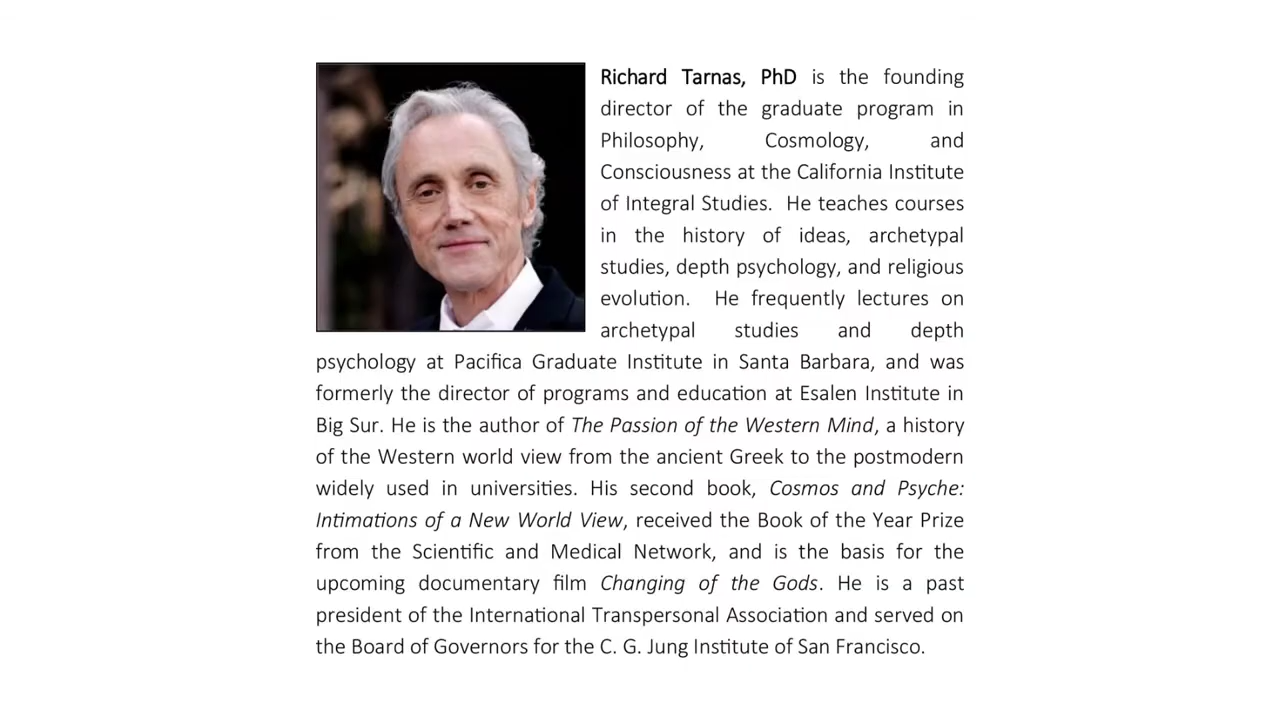 Richard Tarnas, PhD is the founding
director of the graduate program in
Philosophy, Cosmology, and
Consciousness at the California Institute
of Integral Studies. He teaches courses
in the history of ideas, archetypal
studies, depth psychology, and religious
evolution. He frequently lectures on
archetypal studies and depth
psychology at Pacifica Graduate Institute in Santa Barbara, and was
formerly the director of programs and education at Esalen Institute in
Big Sur. He is the author of The Passion of the Western Mind, a history
of the Western world view from the ancient Greek to the postmodern
widely used in universities. His second book, Cosmos and Psyche:
Intimations of a New World View, received the Book of the Year Prize
from the Scientific and Medical Network, and is the basis for the
upcoming documentary film Changing of the Gods. He is a past
president of the International Transpersonal Association and served on
the Board of Governors for the C. G. Jung Institute of San Francisco.